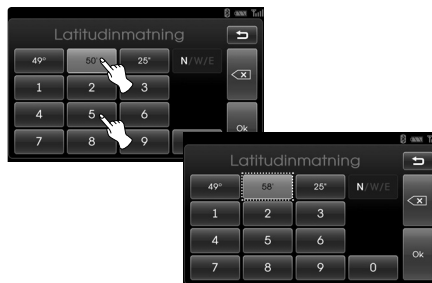 Latitudinmatning
49° 50' 25" N/W/E
1 2 3
4 5 6 Ok
7 8 9
Latitudinmatning
49° 58' 25" N/W/E
1 2 3
4 5 6 Ok
7 8 9 0